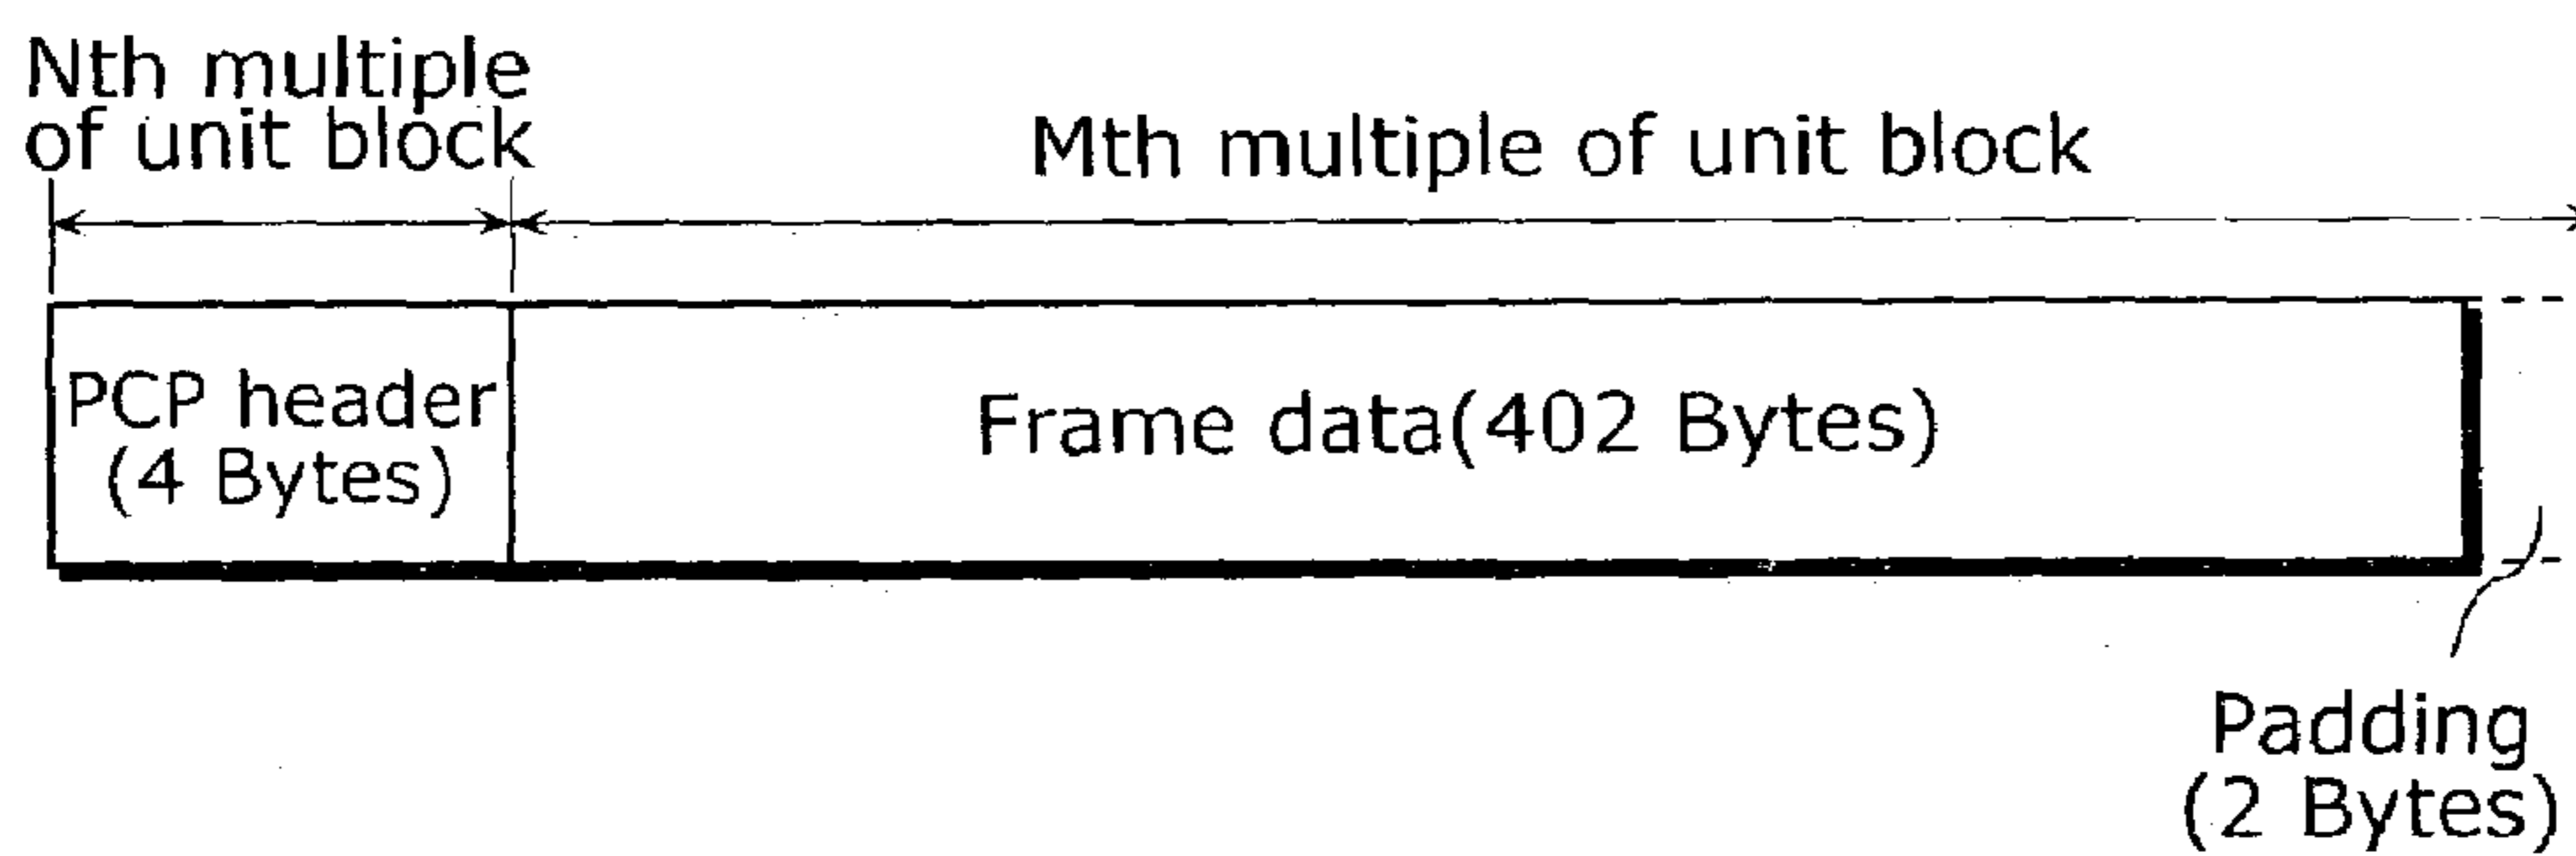 Nth multiple
of unit block
Mth multiple of unit block
PCP header
(4 Bytes)
Frame data(402 Bytes)
Padding
(2 Bytes)